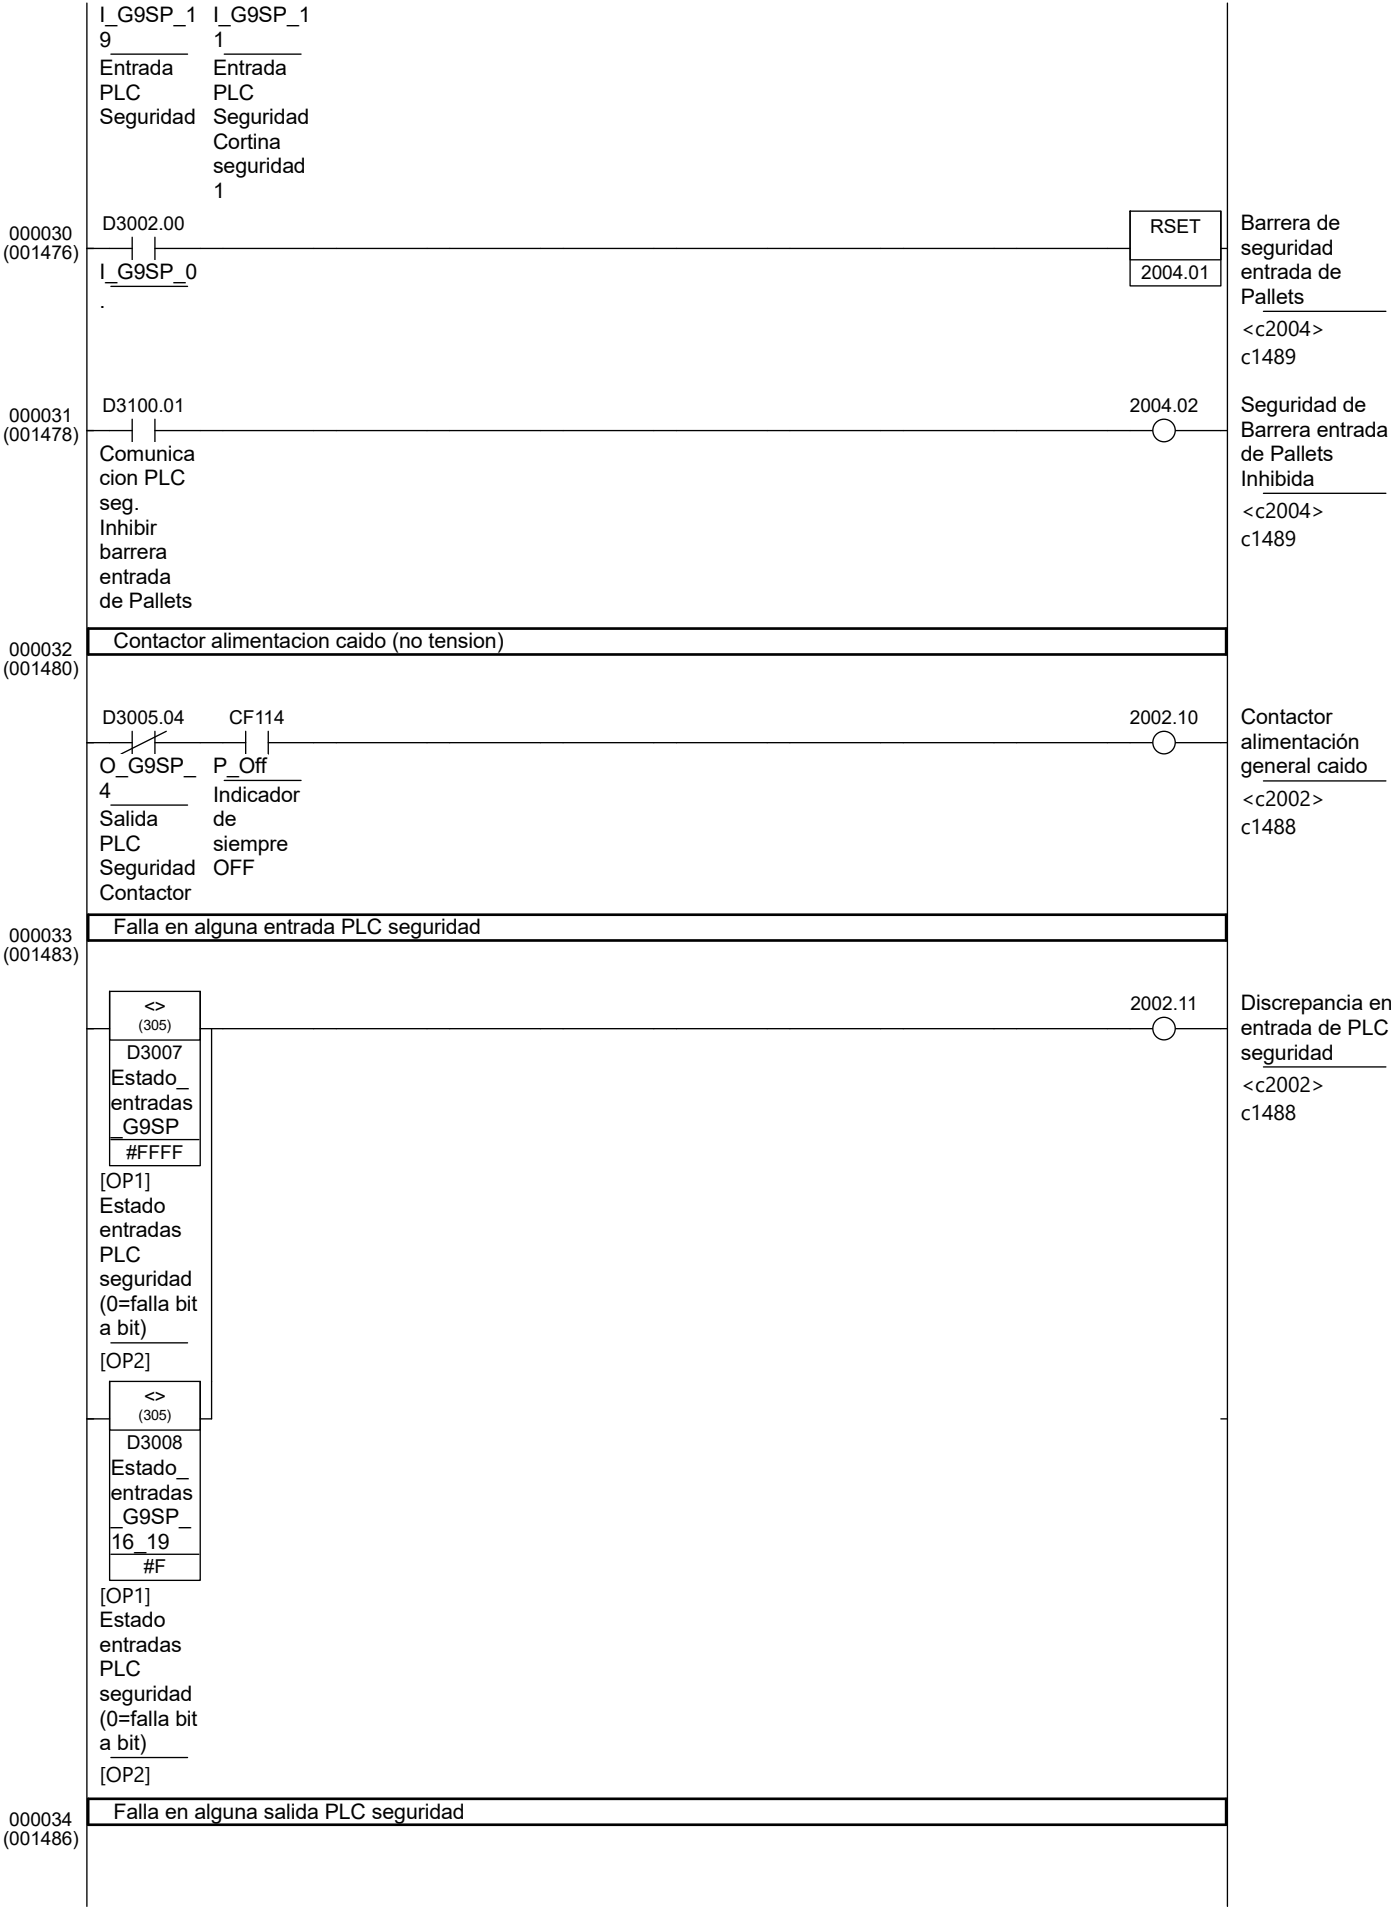 I_G9SP_1 I_G9SP_1
9 1
Entrada Entrada
PLC PLC
Seguridad Seguridad
Cortina
seguridad
1
000030
(001476)
D3002.00
I_G9SP_0
.
RSET
2004.01
Barrera de
seguridad
entrada de
Pallets
<c2004>
c1489
000031
(001478)
D3100.01
Comunica
cion PLC
seg.
Inhibir
barrera
entrada
de Pallets
2004.02
Seguridad de
Barrera entrada
de Pallets
Inhibida
<c2004>
c1489
000032
(001480)
Contactor alimentacion caido (no tension)
D3005.04 CF114
O_G9SP_ P_Off
4 Indicador
Salida de
PLC siempre
Seguridad OFF
Contactor
2002.10
Contactor
alimentación
general caido
<c2002>
c1488
000033
(001483)
Falla en alguna entrada PLC seguridad
<>
(305)
D3007
Estado_
entradas
_G9SP
#FFFF
[OP1]
Estado
entradas
PLC
seguridad
(0=falla bit
a bit)
[OP2]
2002.11
Discrepancia en
entrada de PLC
seguridad
<c2002>
c1488
<>
(305)
D3008
Estado_
entradas
_G9SP_
16_19
#F
[OP1]
Estado
entradas
PLC
seguridad
(0=falla bit
a bit)
[OP2]
000034
(001486)
Falla en alguna salida PLC seguridad